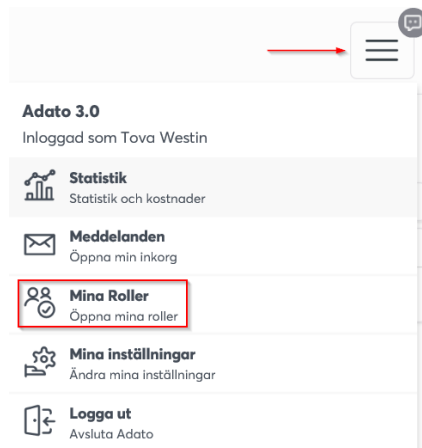 Adato 3.0
Inloggad som Tova Westin
Statistik
Statistik och kostnader
Meddelanden
Öppna min inkorg
Mina Roller
Öppna mina roller
Mina inställningar
Ändra mina inställningar
Logga ut
Avsluta Adato